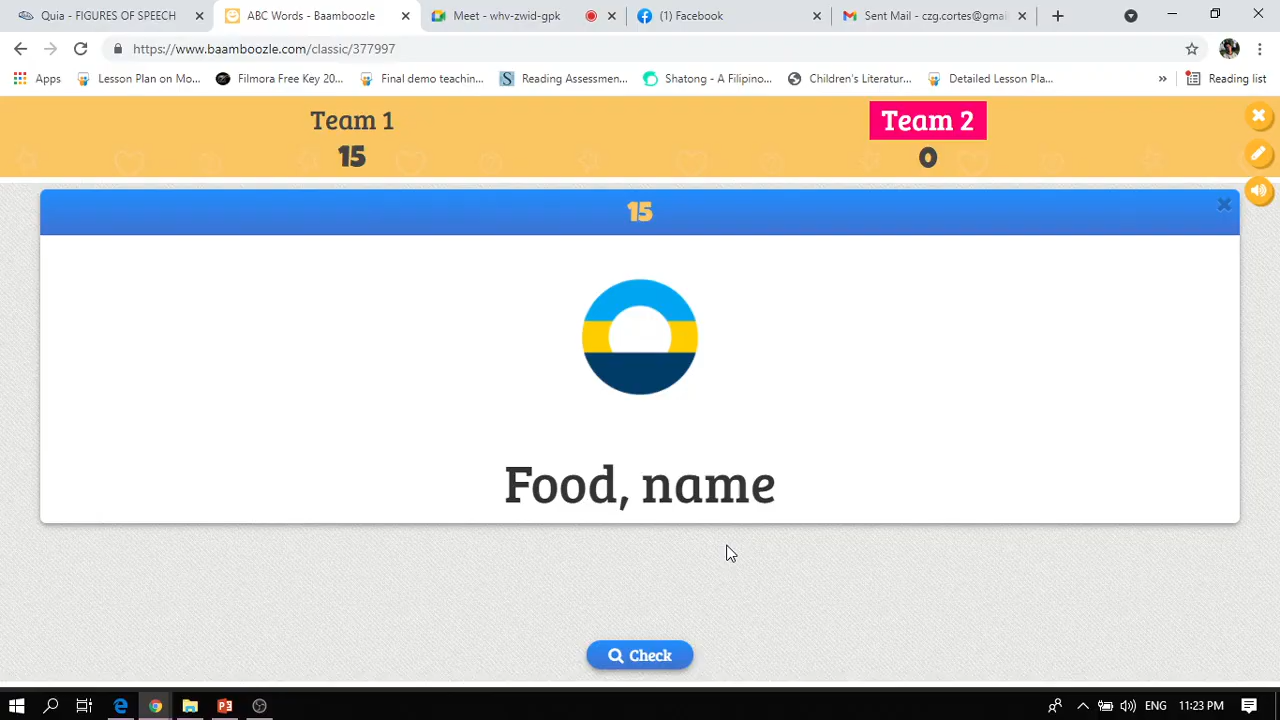 Quia - FIGURES OF SPEECH
ABC Words - Baamboozle
Meet - whv-zwid-gpk
(1) Facebook
Sent Mail - czg.cortes@gmai
https://www.baamboozle.com/classic/377997
Apps
Lesson Plan on Mo...
Filmora Free Key 20...
Final demo teachin...
Reading Assessmen...
Shatong - A Filipino...
Children's Literatur...
Detailed Lesson Pla...
»
Reading list
Team 1
15
Team 2
0
15
Food, name
Check
ENG
11:23 PM